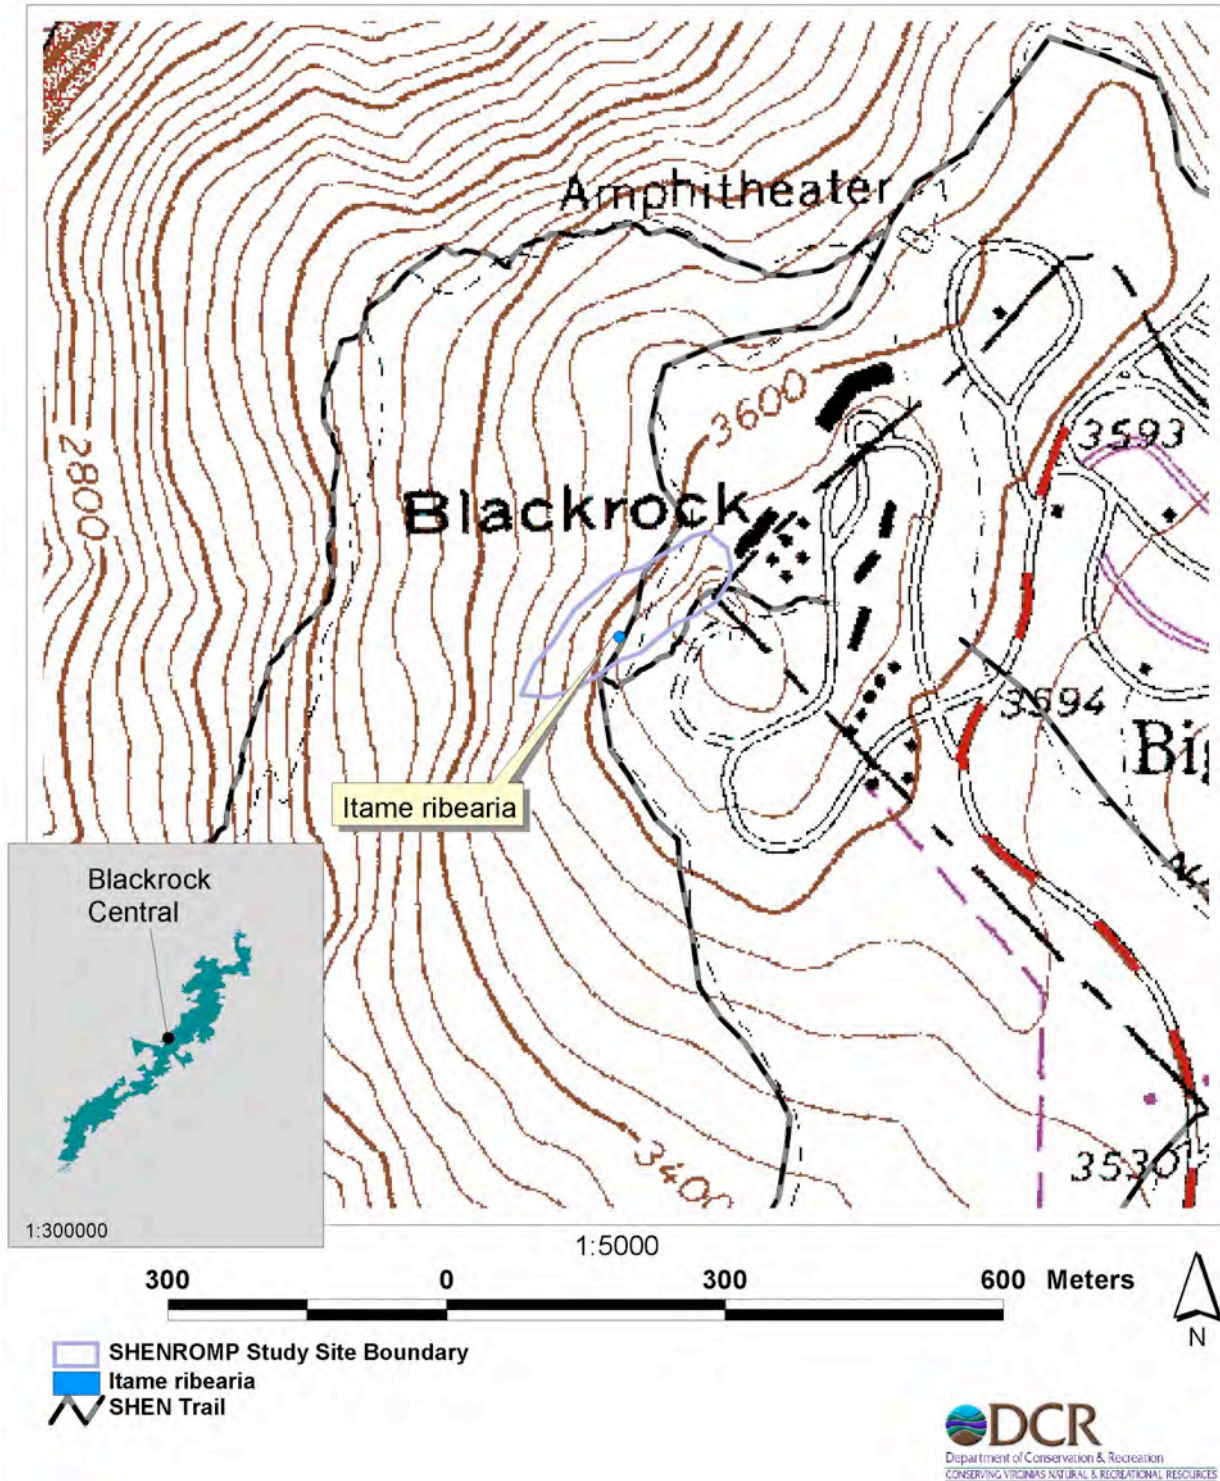 Amphitheater
3600
3593
2800
Blackrock
3594
Itame ribearia
Blackrock
Central
3400
3530
1:300000
1:5000
300 0 300 600 Meters
N
SHENROMP Study Site Boundary
Itame ribearia
SHEN Trail
DCR
Department of Conservation & Recreation
CONSERVING VIRGINIA'S NATURAL & RECREATIONAL RESOURCES